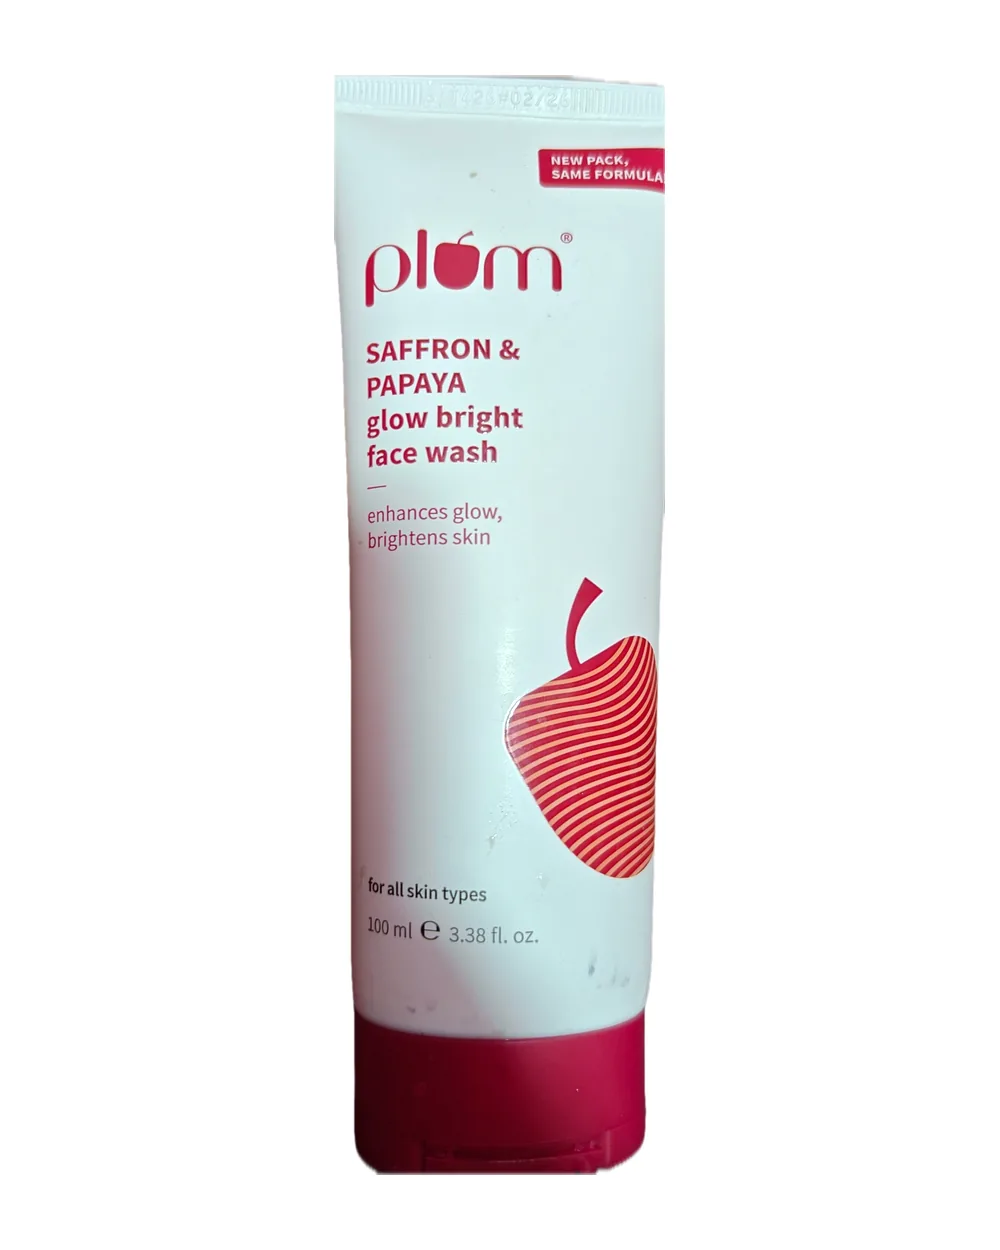 NEW PACK,
SAME FORMULA
plum®
SAFFRON &
PAPAYA
glow bright
face wash
enhances glow,
brightens skin
for all skin types
100 ml ℮ 3.38 fl. oz.